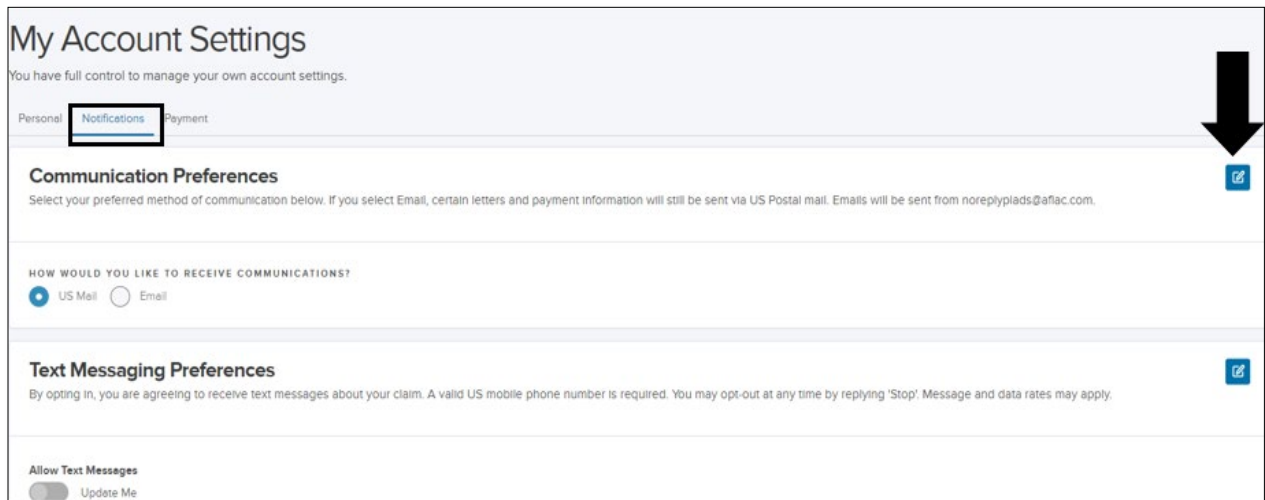 My Account Settings
You have full control to manage your own account settings.
Personal Notifications Payment
Communication Preferences
Select your preferred method of communication below. If you select Email, certain letters and payment information will still be sent via US Postal mail. Emails will be sent from noreplyplads@aflac.com.
HOW WOULD YOU LIKE TO RECEIVE COMMUNICATIONS?
US Mail Email
Text Messaging Preferences
By opting in, you are agreeing to receive text messages about your claim. A valid US mobile phone number is required. You may opt-out at any time by replying 'Stop'. Message and data rates may apply.
Allow Text Messages
Update Me